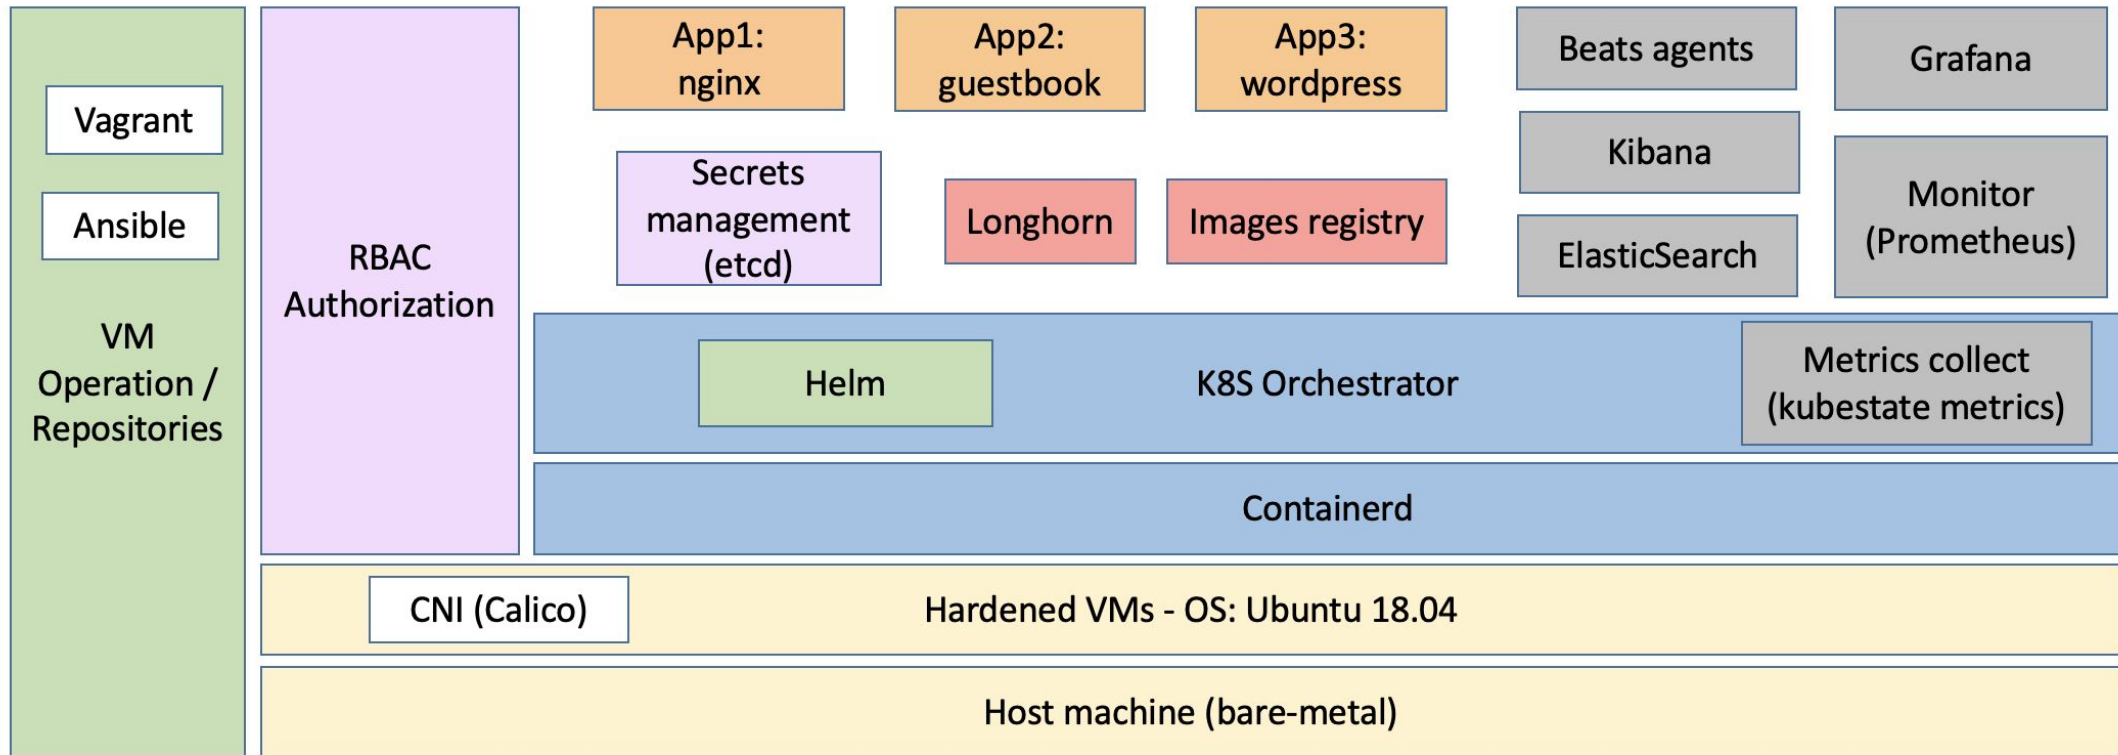 Vagrant
Ansible
VM
Operation /
Repositories
RBAC
Authorization
App1:
nginx
App2:
guestbook
App3:
wordpress
Secrets
management
(etcd)
Longhorn
Images registry
Beats agents
Kibana
ElasticSearch
Grafana
Monitor
(Prometheus)
Helm
K8S Orchestrator
Metrics collect
(kubestate metrics)
Containerd
CNI (Calico)
Hardened VMs - OS: Ubuntu 18.04
Host machine (bare-metal)